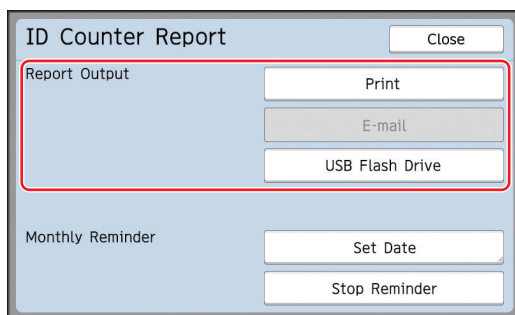 ID Counter Report
Close
Report Output
Print
E-mail
USB Flash Drive
Monthly Reminder
Set Date
Stop Reminder